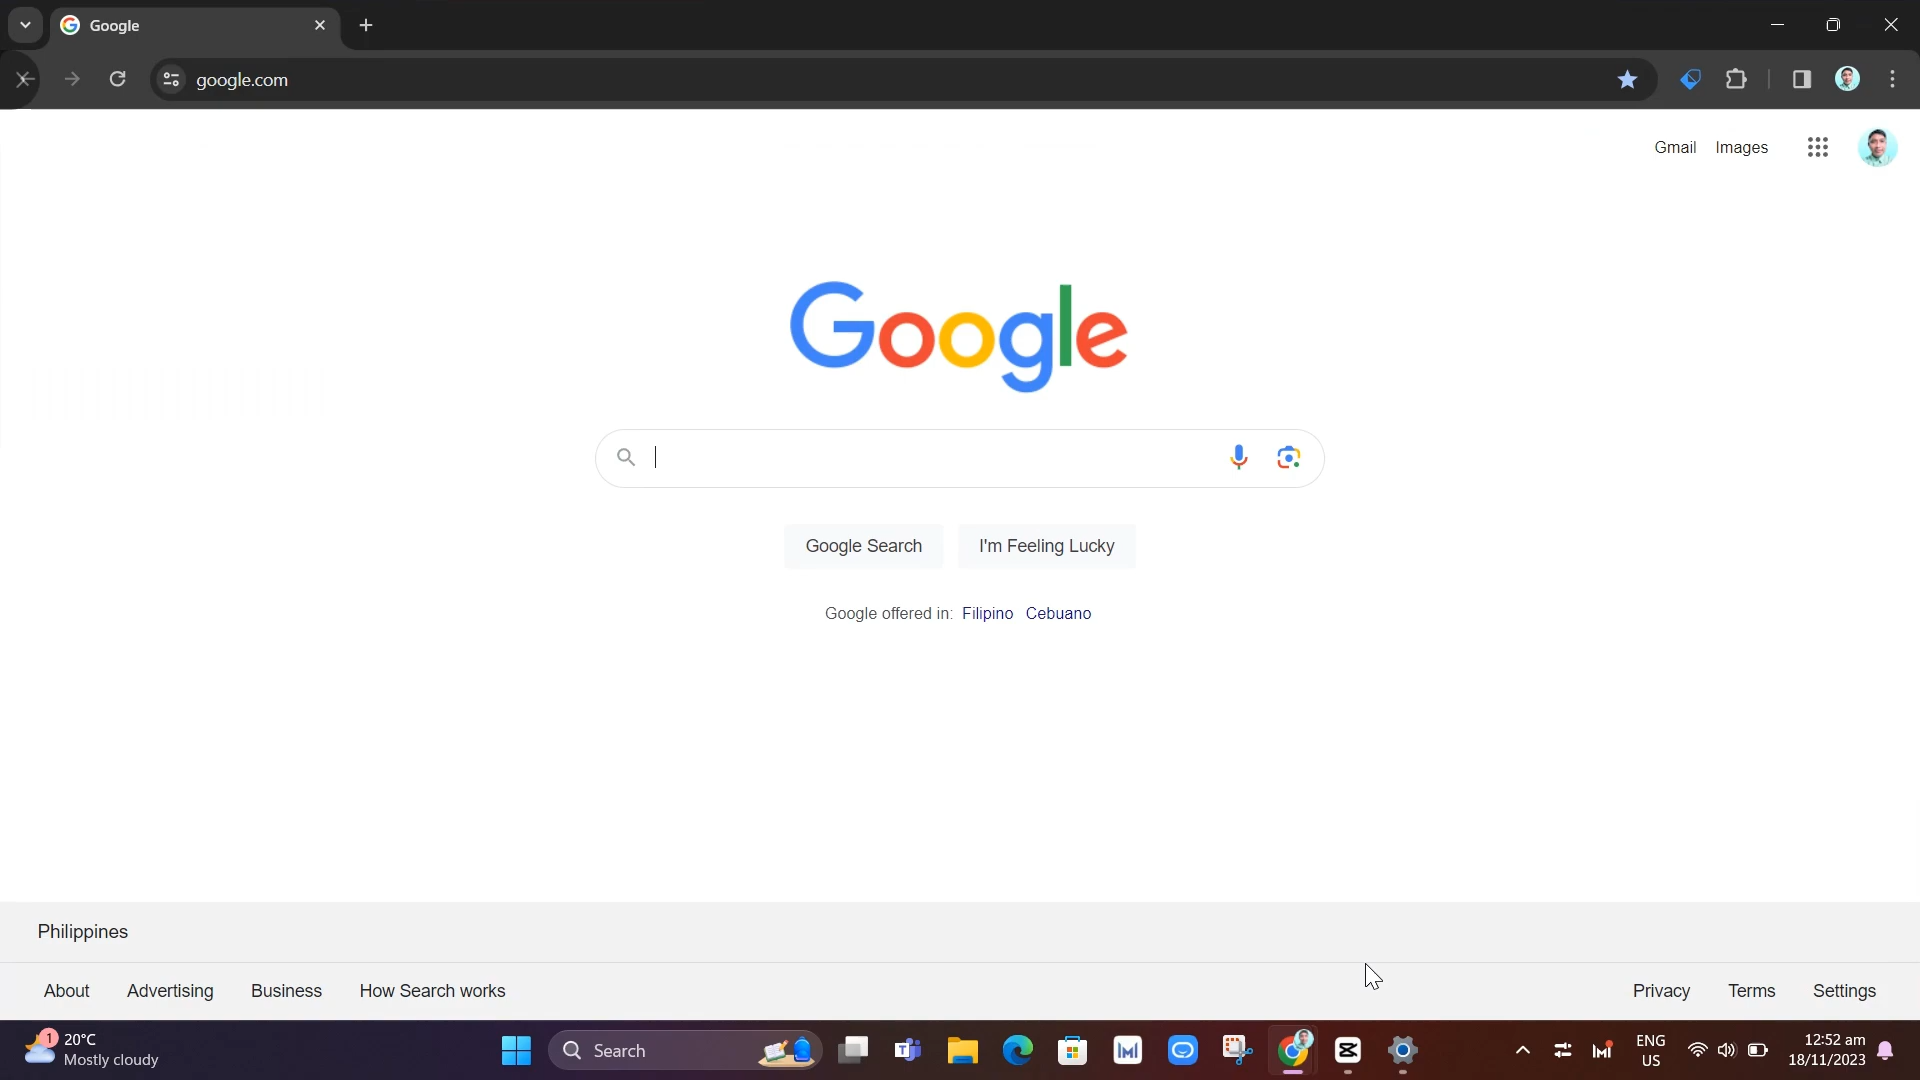 Google
google.com
Gmail Images
Google
Google Search I'm Feeling Lucky
Google offered in: Filipino Cebuano
Philippines
About Advertising Business How Search works Privacy Terms Settings
1 20°C
Mostly cloudy
Search
ENG
US
12:52 am
18/11/2023